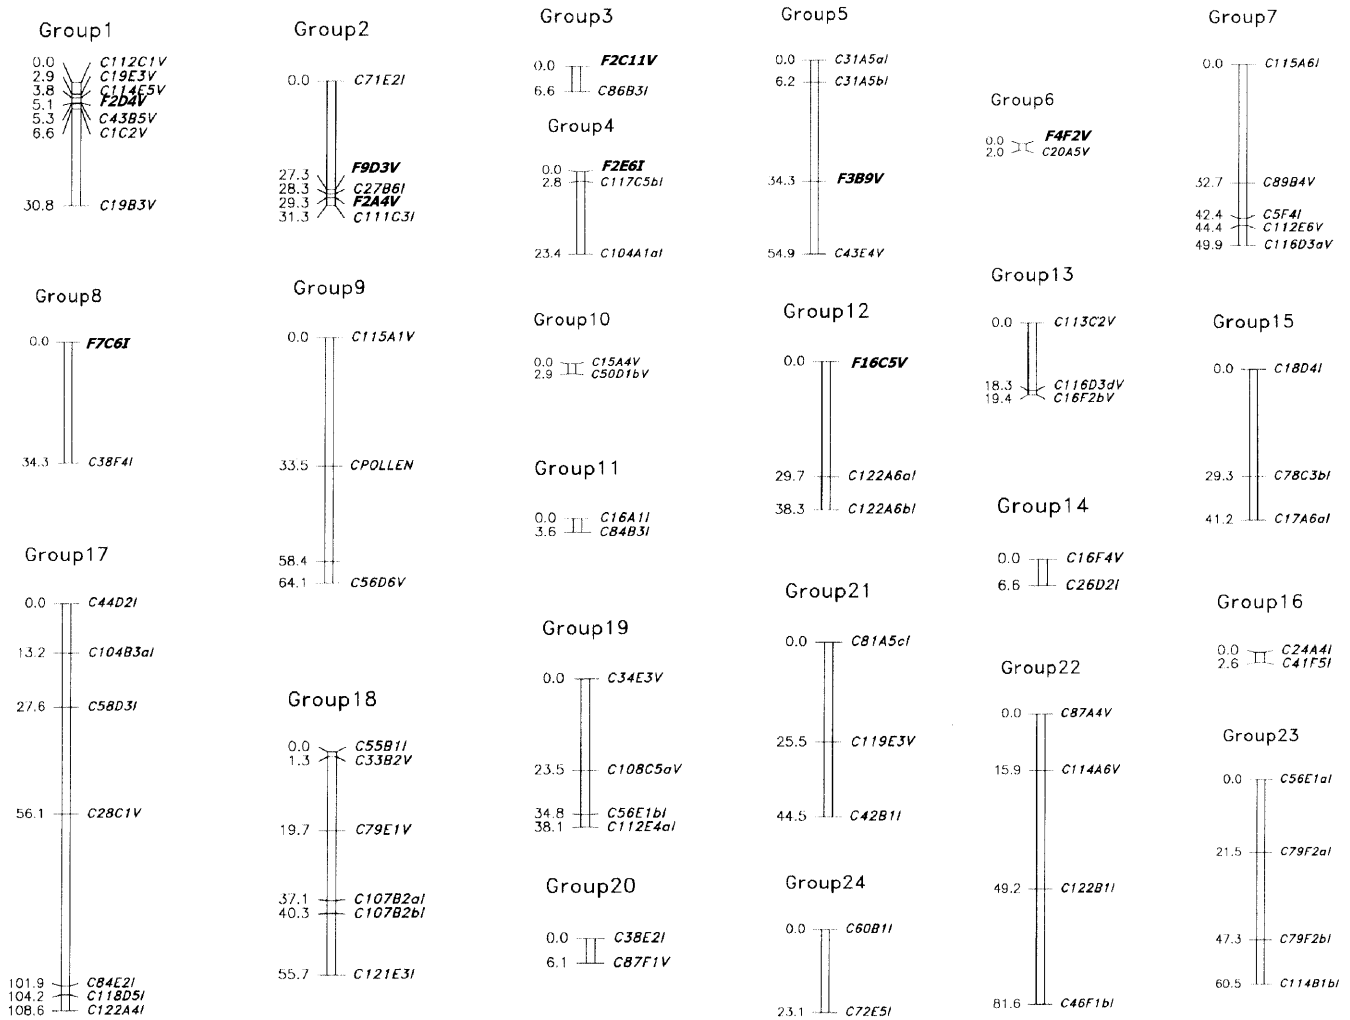 Group1
0.0 C112C1V
2.9 C19E3V
3.8 C114E5V
5.1 F2D4V
5.3 C43B5V
6.6 C1C2V
30.8 C19B3V
Group2
0.0 C71E2I
27.3 F9D3V
28.3 C27B6I
29.3 F2A4V
31.3 C111C3I
Group3
0.0 F2C11V
6.6 C86B3I
Group4
0.0 F2E6I
2.8 C117C5bI
23.4 C104A1aI
Group5
0.0 C31A5aI
6.2 C31A5bI
34.3 F3B9V
54.9 C43E4V
Group6
0.0 F4F2V
2.0 C20A5V
Group7
0.0 C115A6I
32.7 C89B4V
42.4 C5F4I
44.4 C112E6V
49.9 C116D3aV
Group8
0.0 F7C6I
34.3 C38F4I
Group9
0.0 C115A1V
33.5 CPOLLEN
58.4
64.1 C56D6V
Group10
0.0 C15A4V
2.9 C50D1bV
Group11
0.0 C16A1I
3.6 C84B3I
Group12
0.0 F16C5V
29.7 C122A6aI
38.3 C122A6bI
Group13
0.0 C113C2V
18.3 C116D3dV
19.4 C16F2bV
Group14
0.0 C16F4V
6.6 C26D2I
Group15
0.0 C18D4I
29.3 C78C3bI
41.2 C17A6aI
Group16
0.0 C24A4I
2.6 C41F5I
Group17
0.0 C44D2I
13.2 C104B3aI
27.6 C58D3I
56.1 C28C1V
101.9 C84E2I
104.2 C118D5I
108.6 C122A4I
Group18
0.0 C55B1I
1.3 C33B2V
19.7 C79E1V
37.1 C107B2aI
40.3 C107B2bI
55.7 C121E3I
Group19
0.0 C34E3V
23.5 C108C5aV
34.8 C56E1bI
38.1 C112E4aI
Group20
0.0 C38E2I
6.1 C87F1V
Group21
0.0 C81A5cI
25.5 C119E3V
44.5 C42B1I
Group22
0.0 C87A4V
15.9 C114A6V
49.2 C122B1I
81.6 C46F1bI
Group23
0.0 C56E1aI
21.5 C79F2aI
47.3 C79F2bI
60.5 C114B1bI
Group24
0.0 C60B1I
23.1 C72E5I